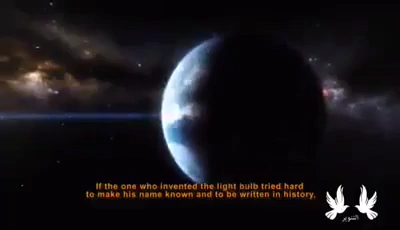 If the one who invented the light bulb tried hard
to make his name known and to be written in history,
التنوير